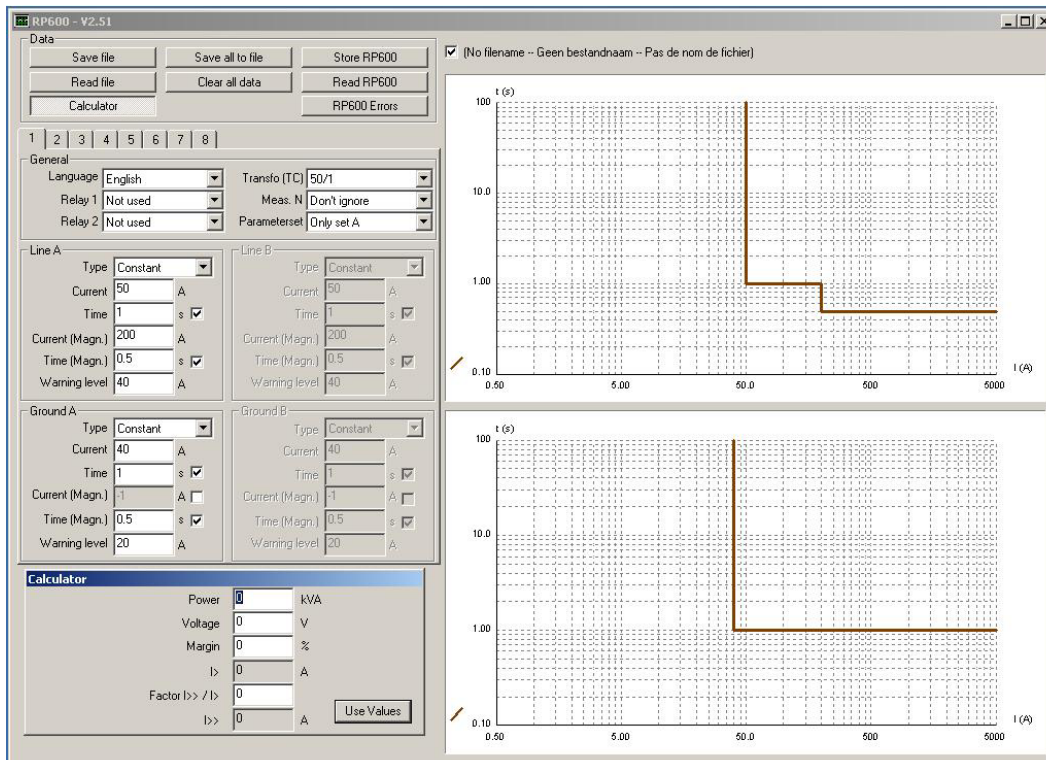 RP600 - V2.51
Data
Save file Save all to file Store RP600
Read file Clear all data Read RP600
Calculator RP600 Errors
1 2 3 4 5 6 7 8
General
Language English Transfo (TC) 50/1
Relay 1 Not used Meas. N Don't ignore
Relay 2 Not used Parameterset Only set A
Line A
Type Constant
Current 50 A
Time 1 s
Current (Magn.) 200 A
Time (Magn.) 0.5 s
Warning level 40 A
Line B
Type Constant
Current 50 A
Time 1 s
Current (Magn.) 200 A
Time (Magn.) 0.5 s
Warning level 40 A
Ground A
Type Constant
Current 40 A
Time 1 s
Current (Magn.) -1 A
Time (Magn.) 0.5 s
Warning level 20 A
Ground B
Type Constant
Current 40 A
Time 1 s
Current (Magn.) -1 A
Time (Magn.) 0.5 s
Warning level 20 A
Calculator
Power 0 kVA
Voltage 0 V
Margin 0 %
I> 0 A
Factor I>> / I> 0
I>> 0 A
Use Values
(No filename -- Geen bestandnaam -- Pas de nom de fichier)
t (s)
100
10.0
1.00
0.10
0.50 5.00 50.0 500 5000
I (A)
t (s)
100
10.0
1.00
0.10
0.50 5.00 50.0 500 5000
I (A)